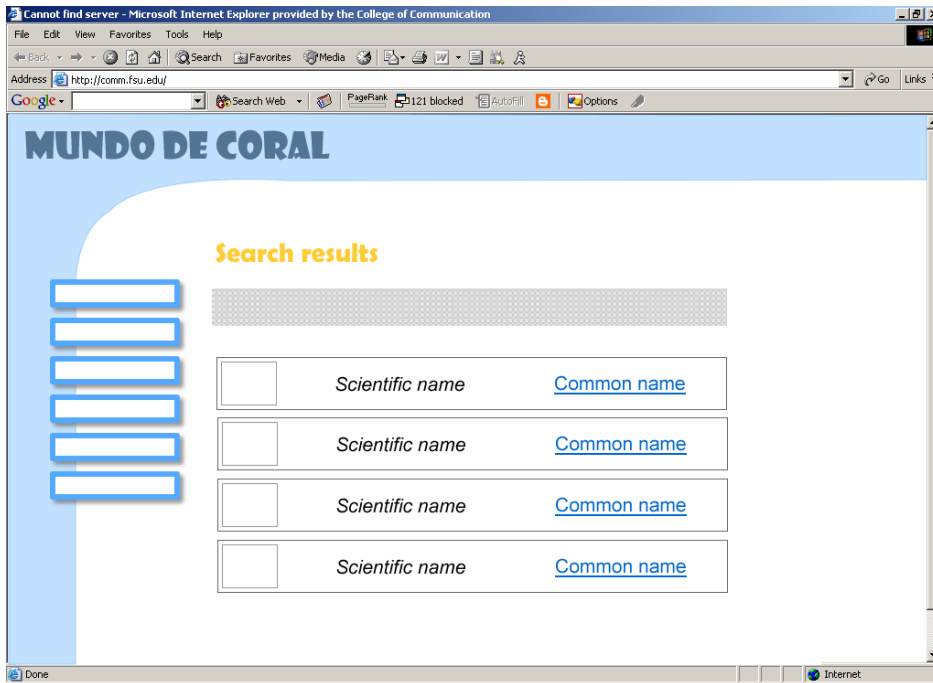 Cannot find server - Microsoft Internet Explorer provided by the College of Communication
File Edit View Favorites Tools Help
Back Search Favorites Media
Address http://comm.fsu.edu/ Go Links
Google Search Web PageRank 121 blocked AutoFill Options
MUNDO DE CORAL
Search results
Scientific name Common name
Scientific name Common name
Scientific name Common name
Scientific name Common name
Done Internet